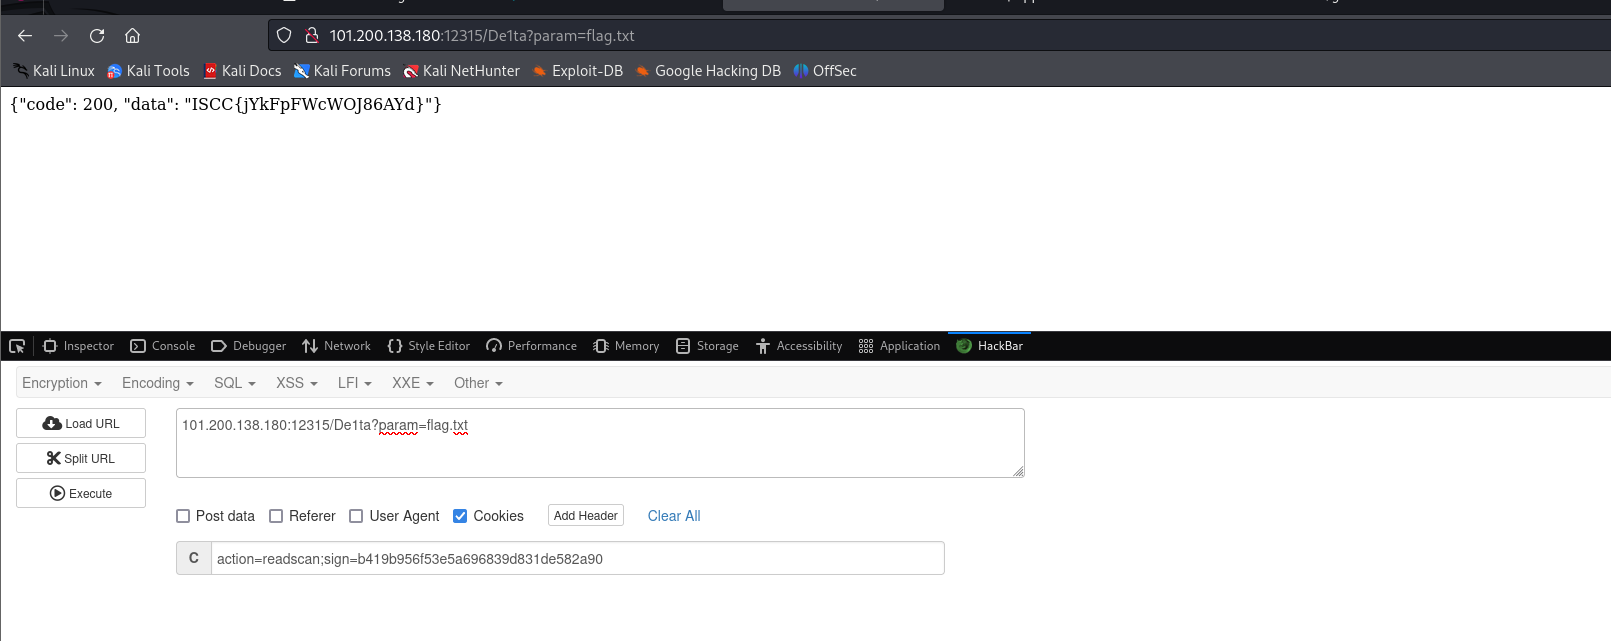 101.200.138.180:12315/De1ta?param=flag.txt
Kali Linux Kali Tools Kali Docs Kali Forums Kali NetHunter Exploit-DB Google Hacking DB OffSec
{"code": 200, "data": "ISCC{jYkFpFWcWOJ86AYd}"}
Inspector Console Debugger Network Style Editor Performance Memory Storage Accessibility Application HackBar
Encryption Encoding SQL XSS LFI XXE Other
Load URL
101.200.138.180:12315/De1ta?param=flag.txt
Split URL
Execute
Post data Referer User Agent Cookies Add Header Clear All
C action=readscan;sign=b419b956f53e5a696839d831de582a90